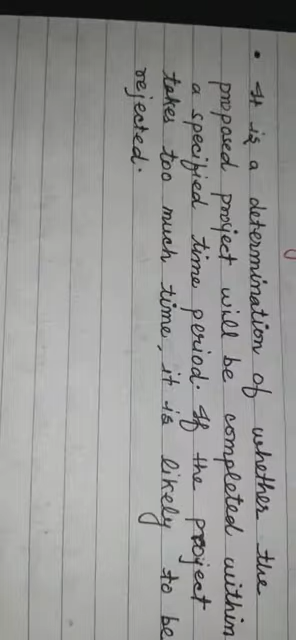 • It is a determination of whether the
proposed project will be completed within
a specified time period. If the project
takes too much time, it is likely to be
rejected.